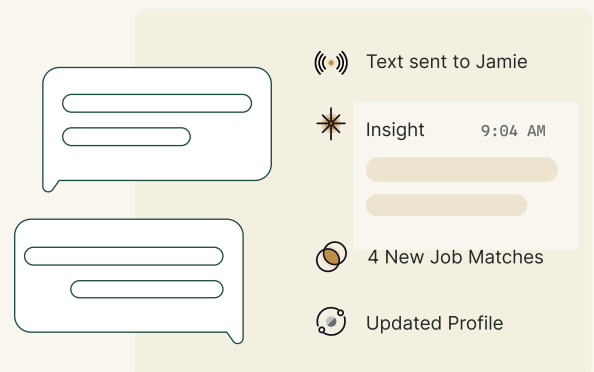 Text sent to Jamie
Insight 9:04 AM
4 New Job Matches
Updated Profile